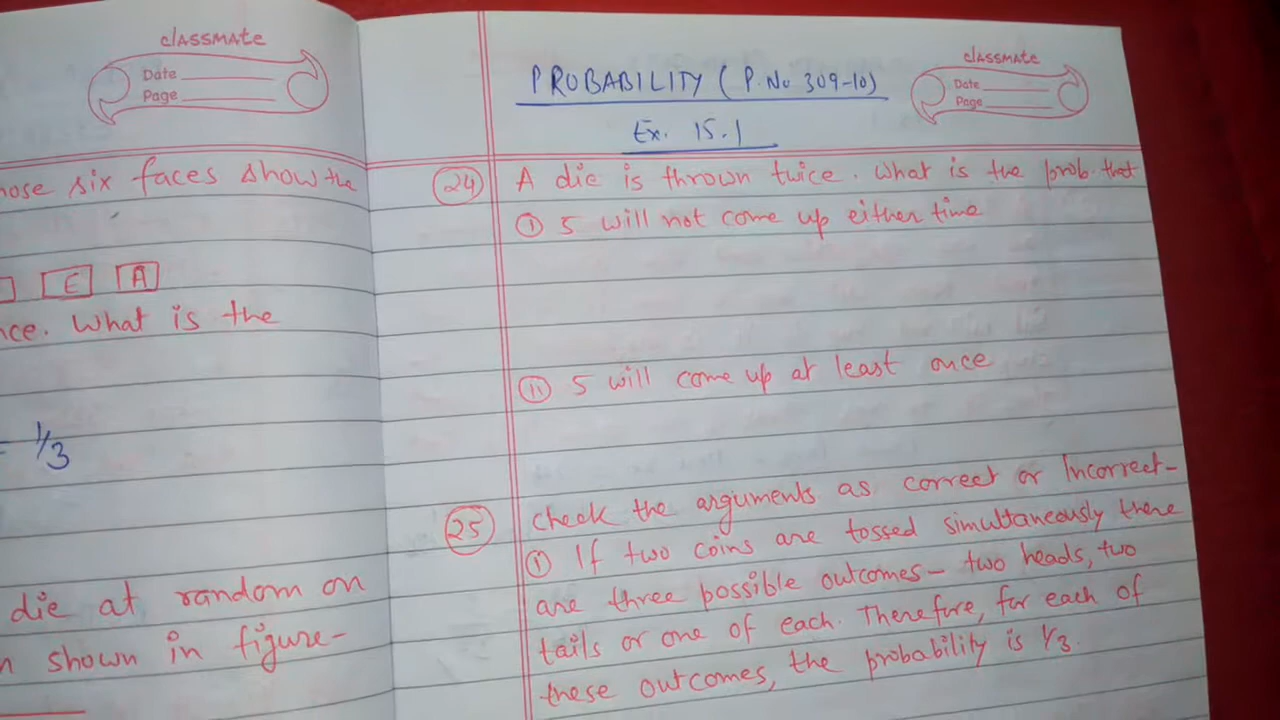 classmate
Date
Page
hose six faces show the
E A
nce. What is the
= 1/3
die at random on
n shown in figure-
PROBABILITY (P. No 309-10)
Ex. 15.1
classmate
Date
Page
24 A die is thrown twice. What is the prob. that
(i) 5 will not come up either time
(ii) 5 will come up at least once
25 Check the arguments as correct or Incorrect-
(i) If two coins are tossed simultaneously there
are three possible outcomes- two heads, two
tails or one of each. Therefore, for each of
these outcomes, the probability is 1/3.